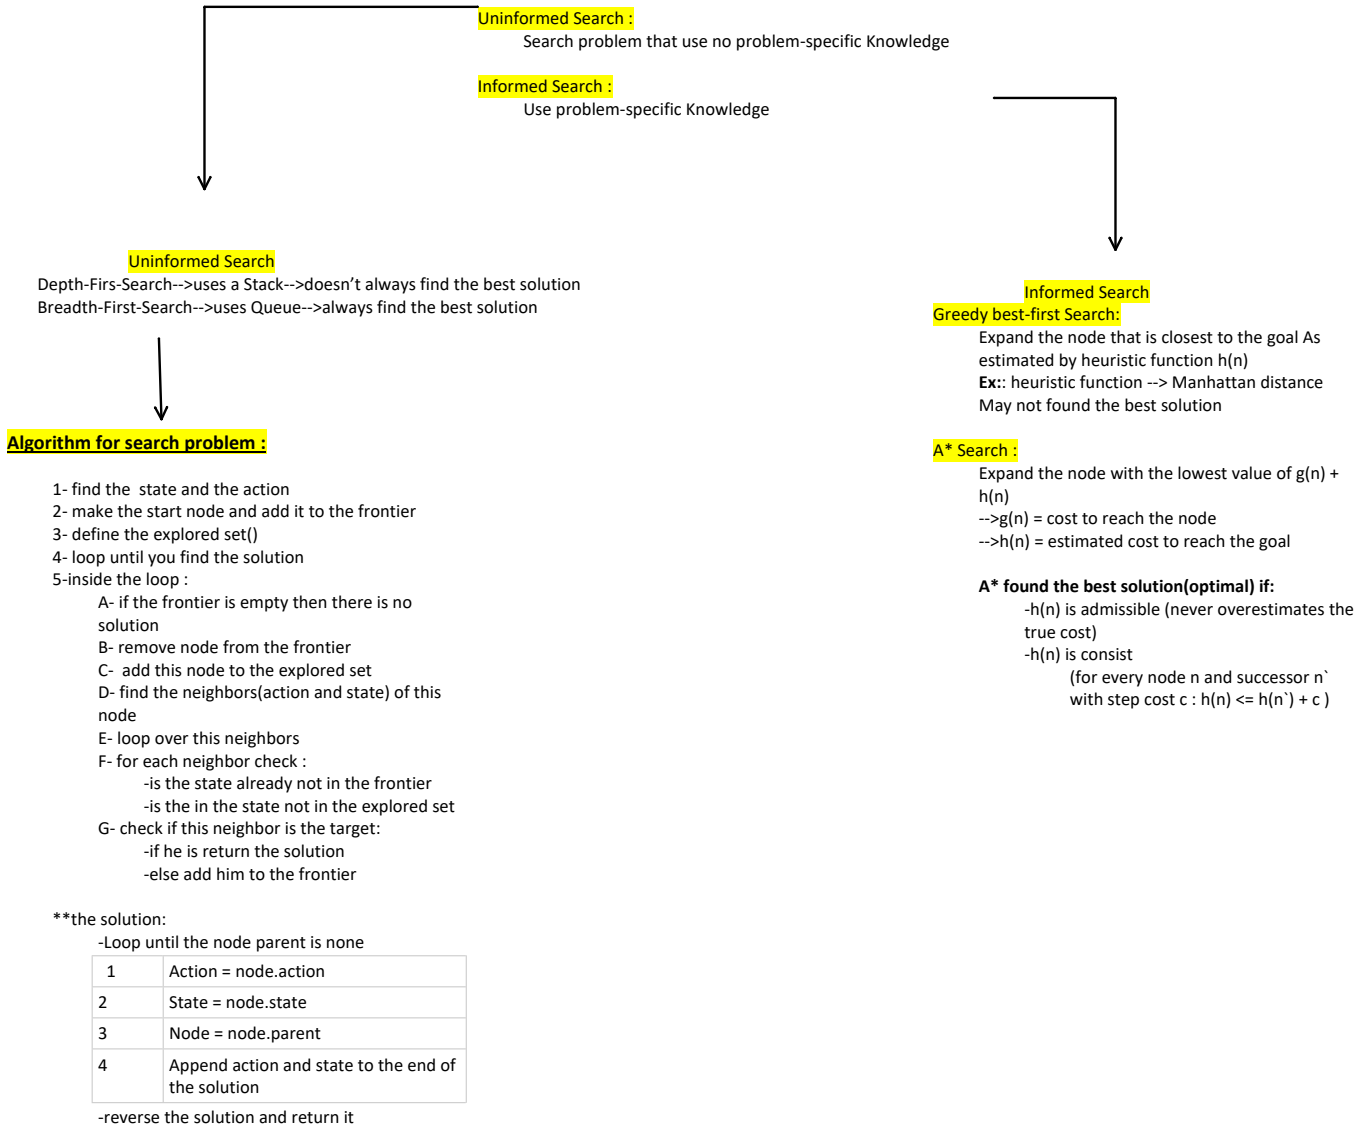 Uninformed Search :
Search problem that use no problem-specific Knowledge
Informed Search :
Use problem-specific Knowledge
Uninformed Search
Depth-Firs-Search-->uses a Stack-->doesn’t always find the best solution
Breadth-First-Search-->uses Queue-->always find the best solution
Algorithm for search problem :
1- find the  state and the action
2- make the start node and add it to the frontier
3- define the explored set()
4- loop until you find the solution
5-inside the loop :
A- if the frontier is empty then there is no
solution
B- remove node from the frontier
C-  add this node to the explored set
D- find the neighbors(action and state) of this
node
E- loop over this neighbors
F- for each neighbor check :
-is the state already not in the frontier
-is the in the state not in the explored set
G- check if this neighbor is the target:
-if he is return the solution
-else add him to the frontier
**the solution:
-Loop until the node parent is none
1 Action = node.action
2 State = node.state
3 Node = node.parent
4 Append action and state to the end of
the solution
-reverse the solution and return it
Informed Search
Greedy best-first Search:
Expand the node that is closest to the goal As
estimated by heuristic function h(n)
Ex:: heuristic function --> Manhattan distance
May not found the best solution
A* Search :
Expand the node with the lowest value of g(n) +
h(n)
-->g(n) = cost to reach the node
-->h(n) = estimated cost to reach the goal
A* found the best solution(optimal) if:
-h(n) is admissible (never overestimates the
true cost)
-h(n) is consist
(for every node n and successor n`
with step cost c : h(n) <= h(n`) + c )